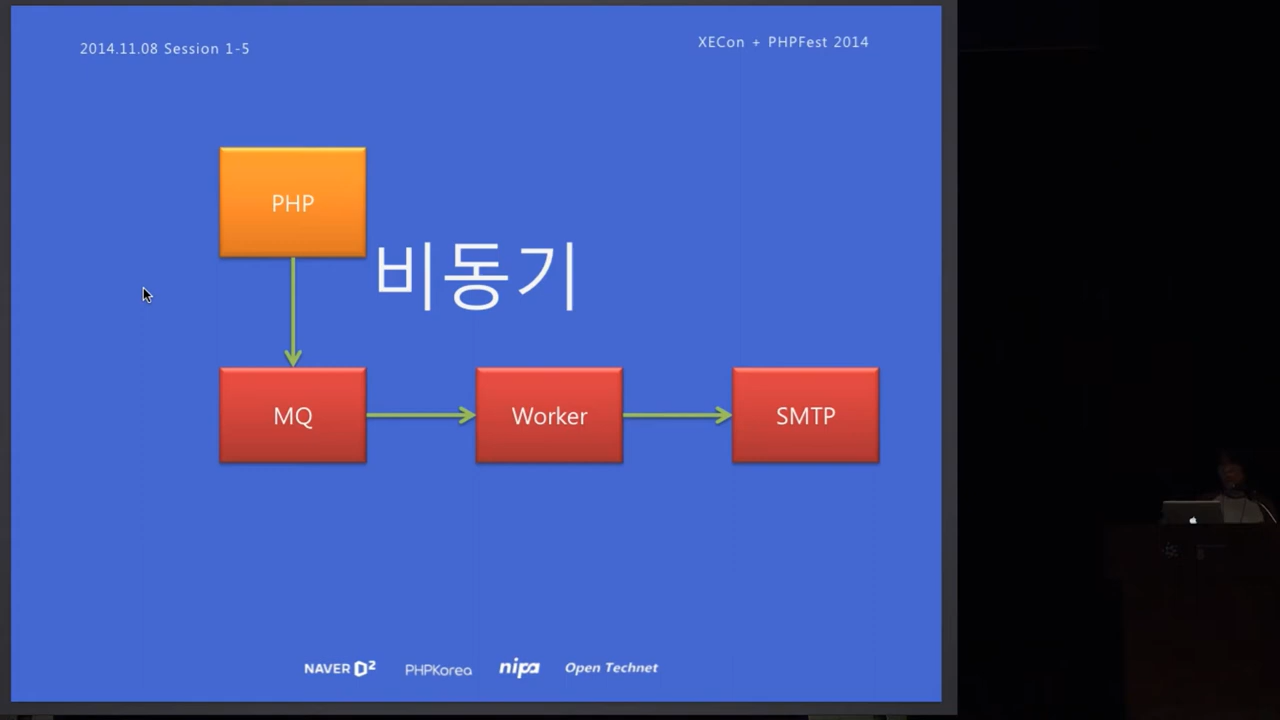 2014.11.08 Session 1-5
XECon + PHPFest 2014
PHP
비동기
MQ
Worker
SMTP
NAVER D2
PHPKorea
nipa
Open Technet